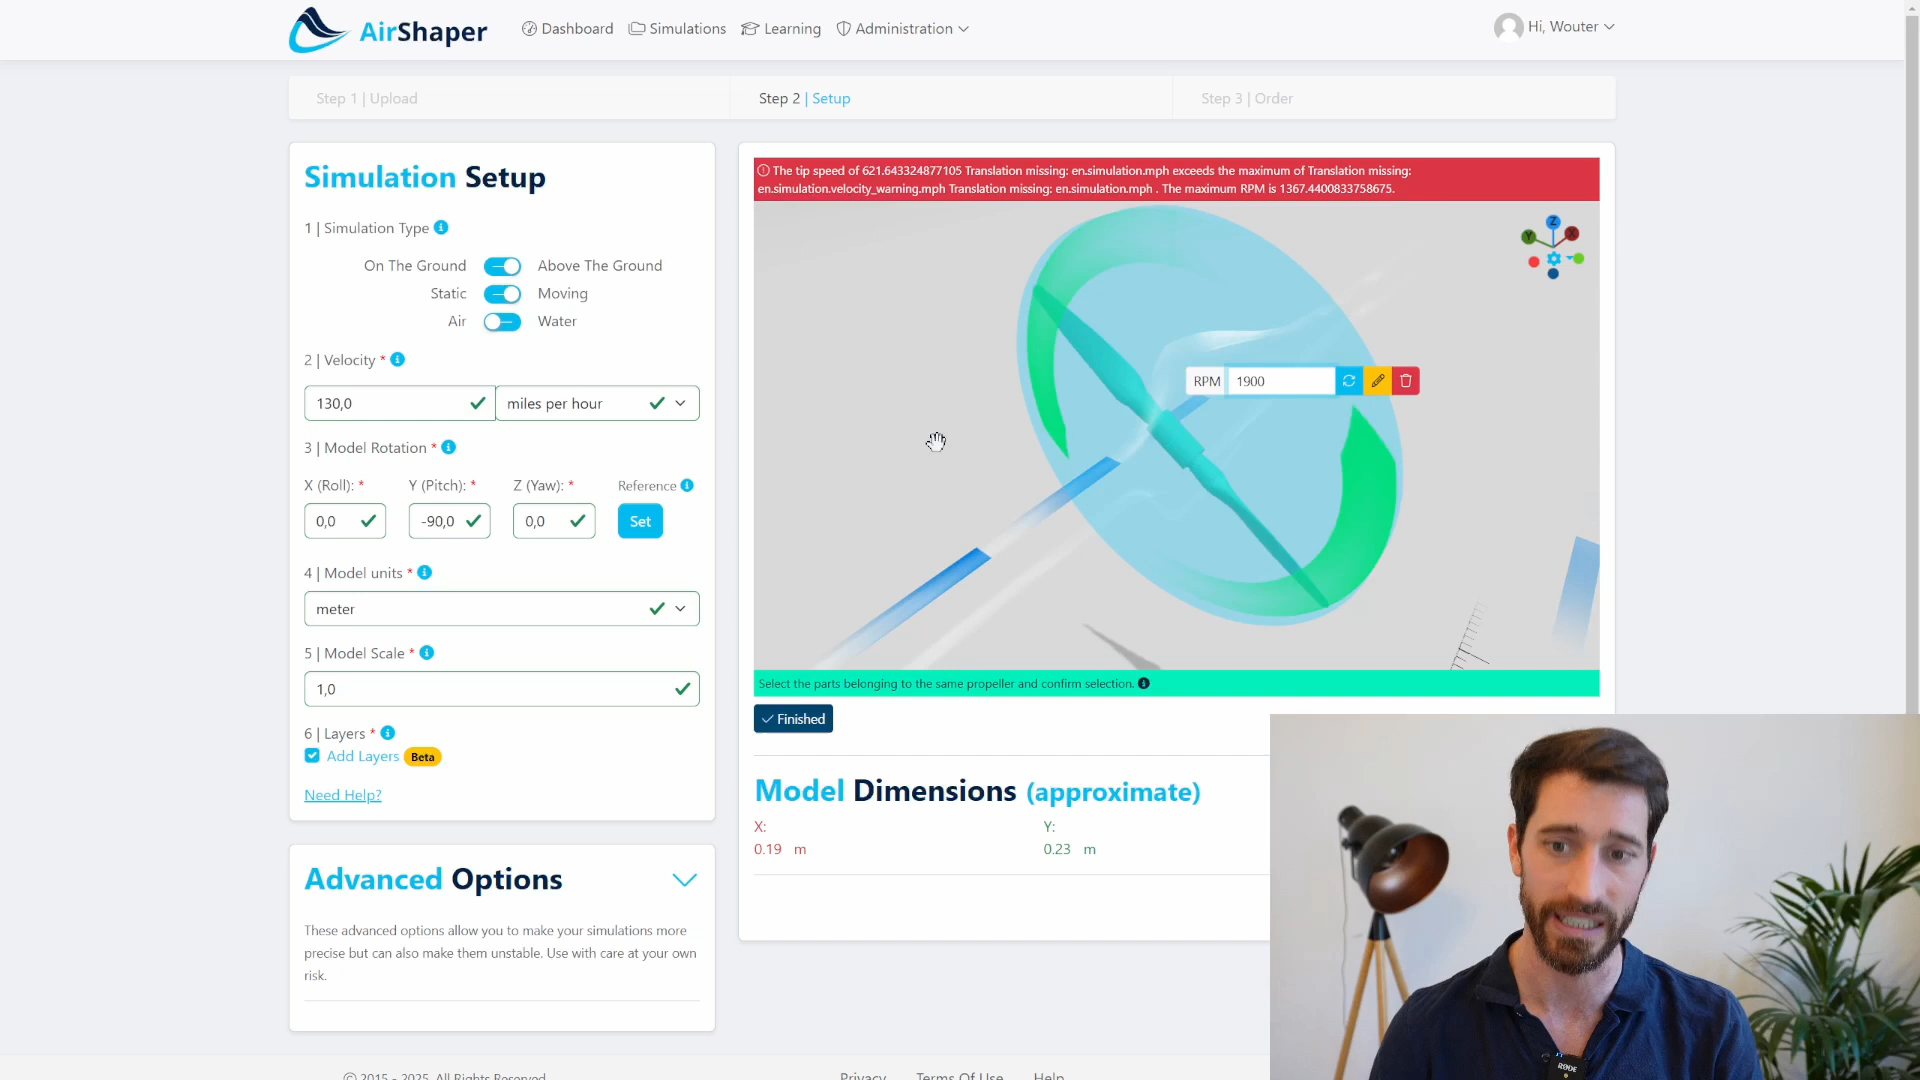 AirShaper
Dashboard
Simulations
Learning
Administration
Hi, Wouter
Step 1 | Upload
Step 2 | Setup
Step 3 | Order
Simulation Setup
1 | Simulation Type
On The Ground
Above The Ground
Static
Moving
Air
Water
2 | Velocity *
130,0
miles per hour
3 | Model Rotation *
X (Roll): *
Y (Pitch): *
Z (Yaw): *
Reference
0,0
-90,0
0,0
Set
4 | Model units *
meter
5 | Model Scale *
1,0
6 | Layers *
Add Layers Beta
Need Help?
Advanced Options
These advanced options allow you to make your simulations more
precise but can also make them unstable. Use with care at your own
risk.
The tip speed of 621.643324877105 Translation missing: en.simulation.mph exceeds the maximum of Translation missing:
en.simulation.velocity_warning.mph Translation missing: en.simulation.mph . The maximum RPM is 1367.4400833758675.
Z
Y
X
RPM
1900
Select the parts belonging to the same propeller and confirm selection.
Finished
Model Dimensions (approximate)
X:
0.19 m
Y:
0.23 m
RØDE
© 2015 - 2025. All Rights Reserved
Privacy
Terms Of Use
Help